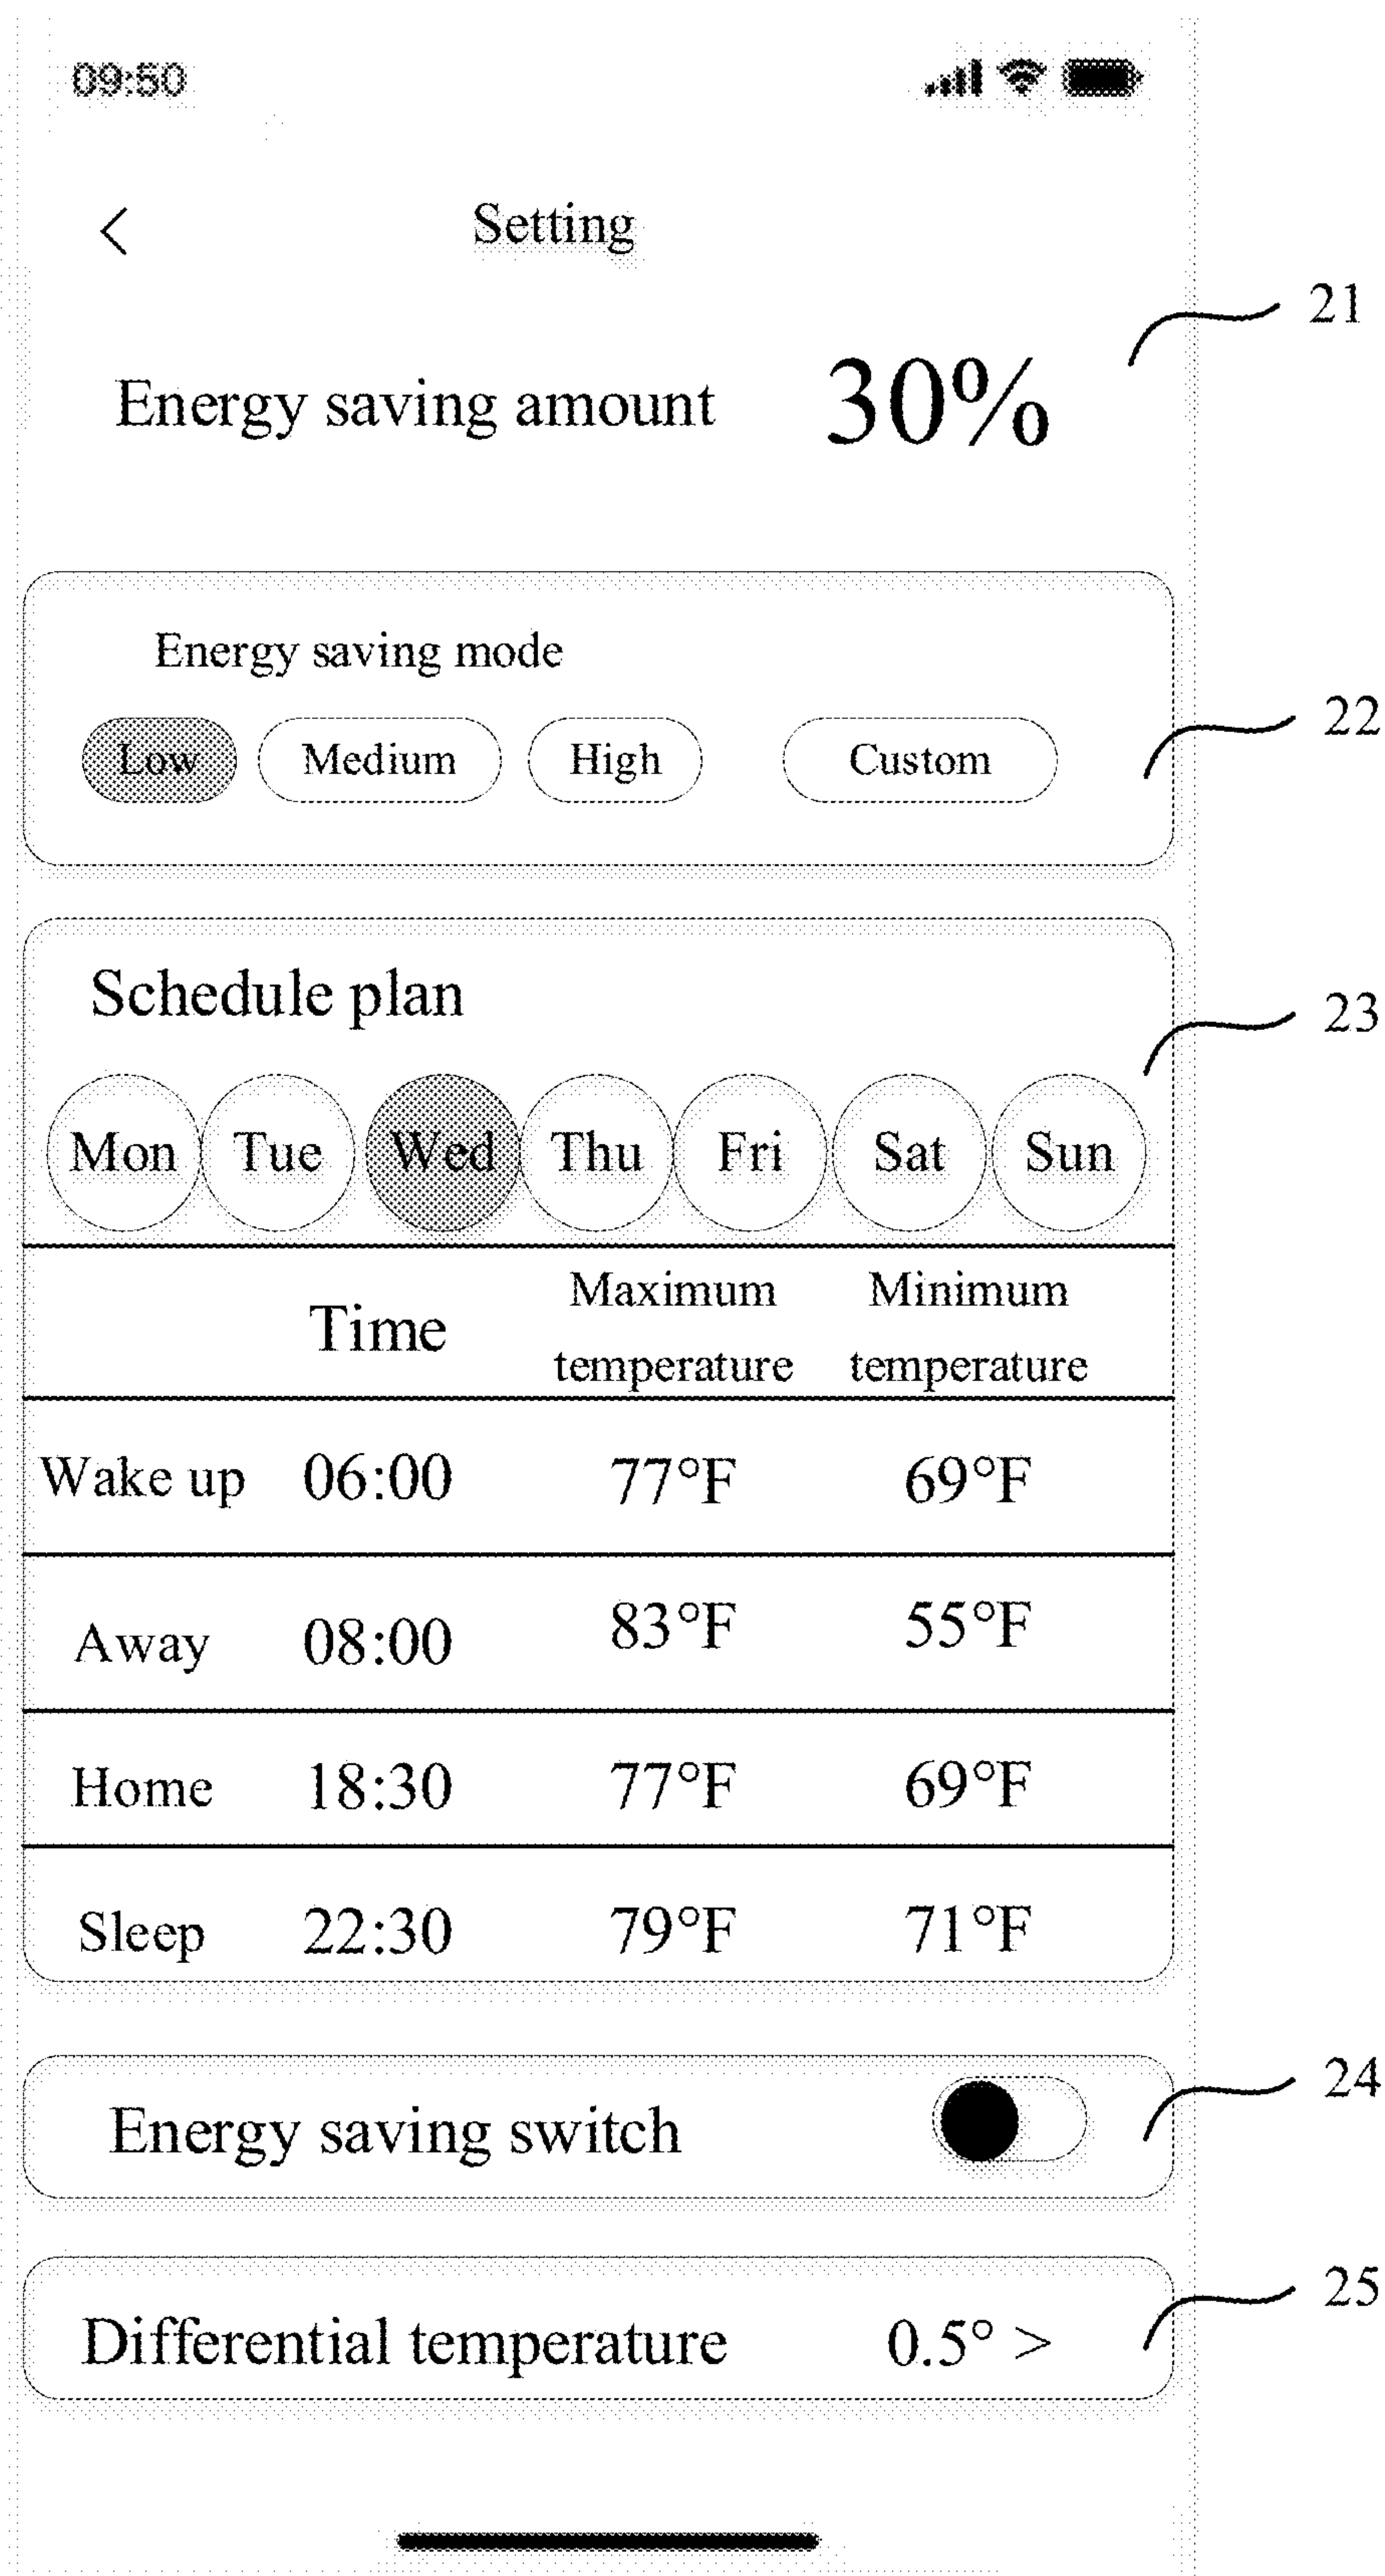 09:50
< Setting
21
Energy saving amount 30%
Energy saving mode
22
Low Medium High Custom
Schedule plan
23
Mon Tue Wed Thu Fri Sat Sun
Time Maximum temperature Minimum temperature
Wake up 06:00 77°F 69°F
Away 08:00 83°F 55°F
Home 18:30 77°F 69°F
Sleep 22:30 79°F 71°F
24
Energy saving switch
25
Differential temperature 0.5° >